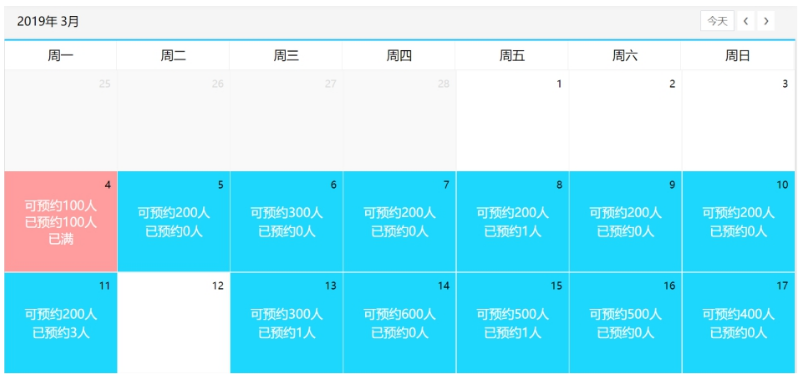 2019年 3月
今天
周一 周二 周三 周四 周五 周六 周日
25 26 27 28 1 2 3
4 5 6 7 8 9 10
可预约100人 可预约200人 可预约300人 可预约200人 可预约200人 可预约200人 可预约200人
已预约100人 已预约0人 已预约0人 已预约0人 已预约1人 已预约0人 已预约0人
已满
11 12 13 14 15 16 17
可预约200人 可预约300人 可预约600人 可预约500人 可预约500人 可预约400人
已预约3人 已预约1人 已预约0人 已预约1人 已预约0人 已预约0人